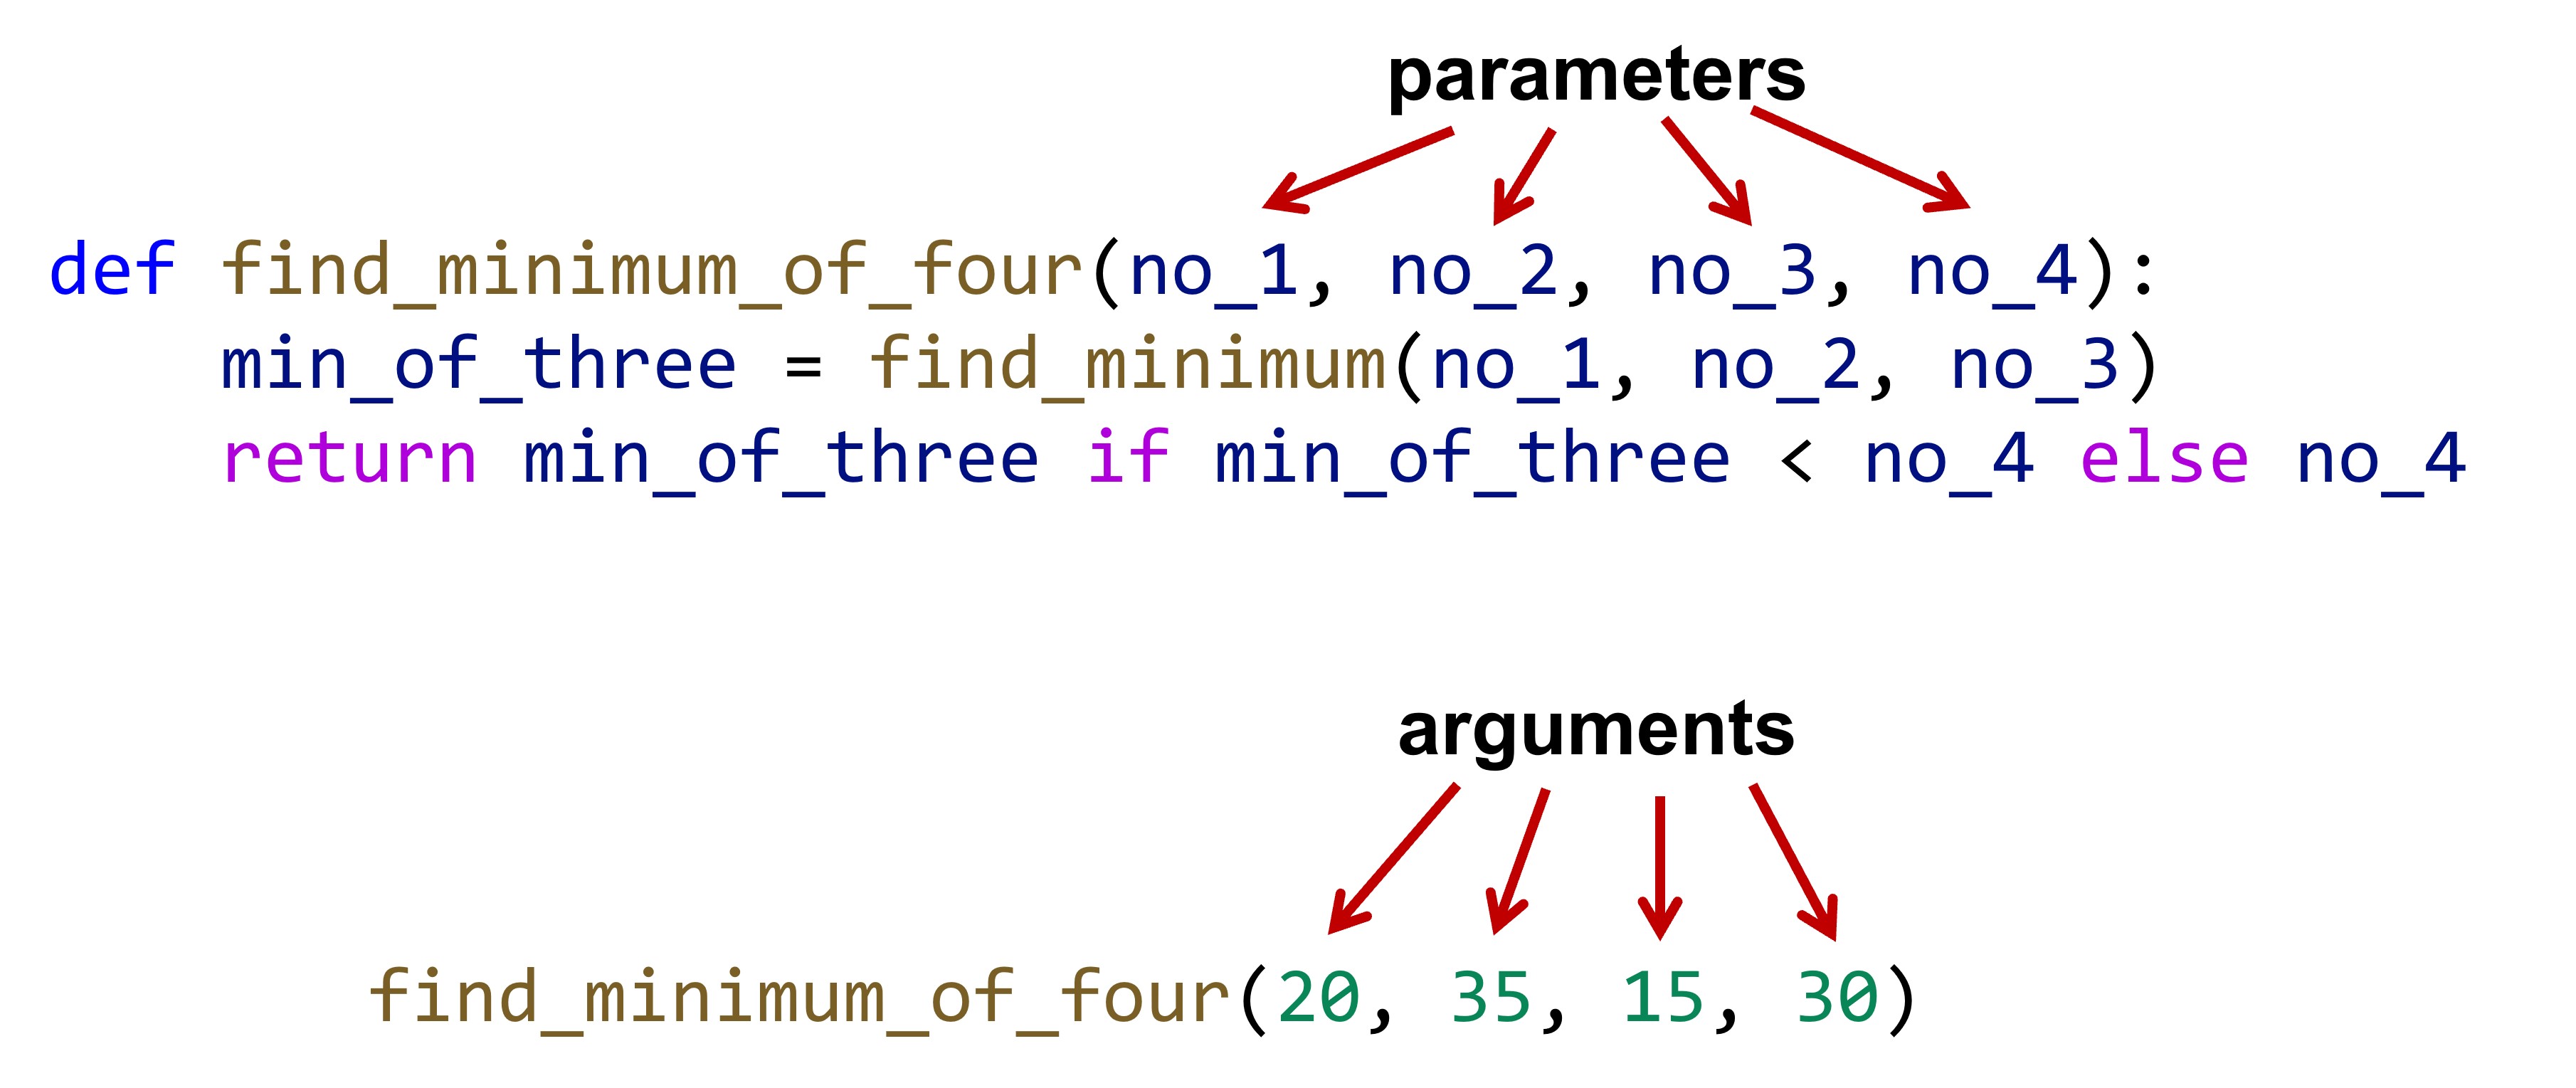 parameters
def find_minimum_of_four(no_1, no_2, no_3, no_4):
    min_of_three = find_minimum(no_1, no_2, no_3)
    return min_of_three if min_of_three < no_4 else no_4
arguments
find_minimum_of_four(20, 35, 15, 30)